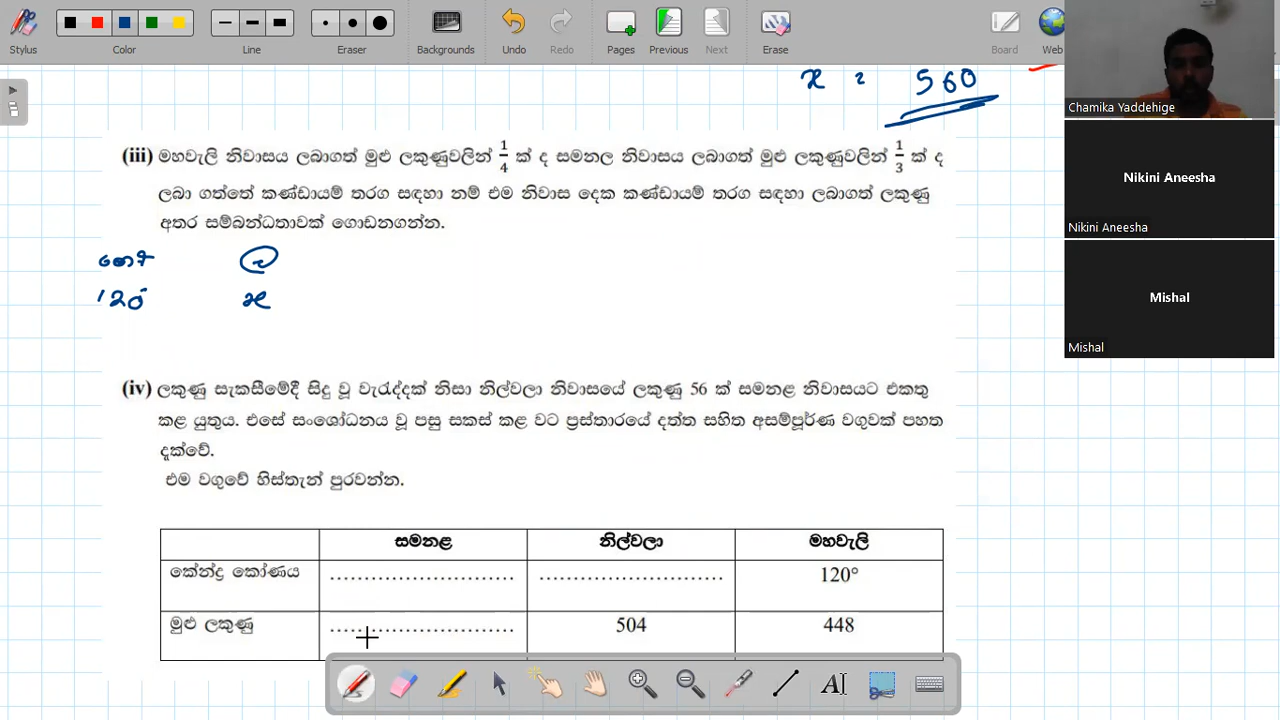 Stylus Color Line Eraser Backgrounds Undo Redo Pages Previous Next Erase Board Web
x = 560
Chamika Yaddehige
Nikini Aneesha
Nikini Aneesha
Mishal
Mishal
(iii) මහවැලි නිවාසය ලබාගත් මුළු ලකුණුවලින් 1/4 ක් ද සමනල නිවාසය ලබාගත් මුළු ලකුණුවලින් 1/3 ක් ද
ලබා ගත්තේ කණ්ඩායම් තරග සඳහා නම් එම නිවාස දෙක කණ්ඩායම් තරග සඳහා ලබාගත් ලකුණු
අතර සම්බන්ධතාවක් ගොඩනගන්න.
120° x
(iv) ලකුණු සැකසීමේදී සිදු වූ වැරැද්දක් නිසා නිල්වලා නිවාසයේ ලකුණු 56 ක් සමනළ නිවාසයට එකතු
කළ යුතුය. එසේ සංශෝධනය වූ පසු සකස් කළ වට ප්‍රස්තාරයේ දත්ත සහිත අසම්පූර්ණ වගුවක් පහත
දැක්වේ.
එම වගුවේ හිස්තැන් පුරවන්න.
සමනළ නිල්වලා මහවැලි
කේන්ද්‍ර කෝණය ................................ ................................ 120°
මුළු ලකුණු ................................ 504 448